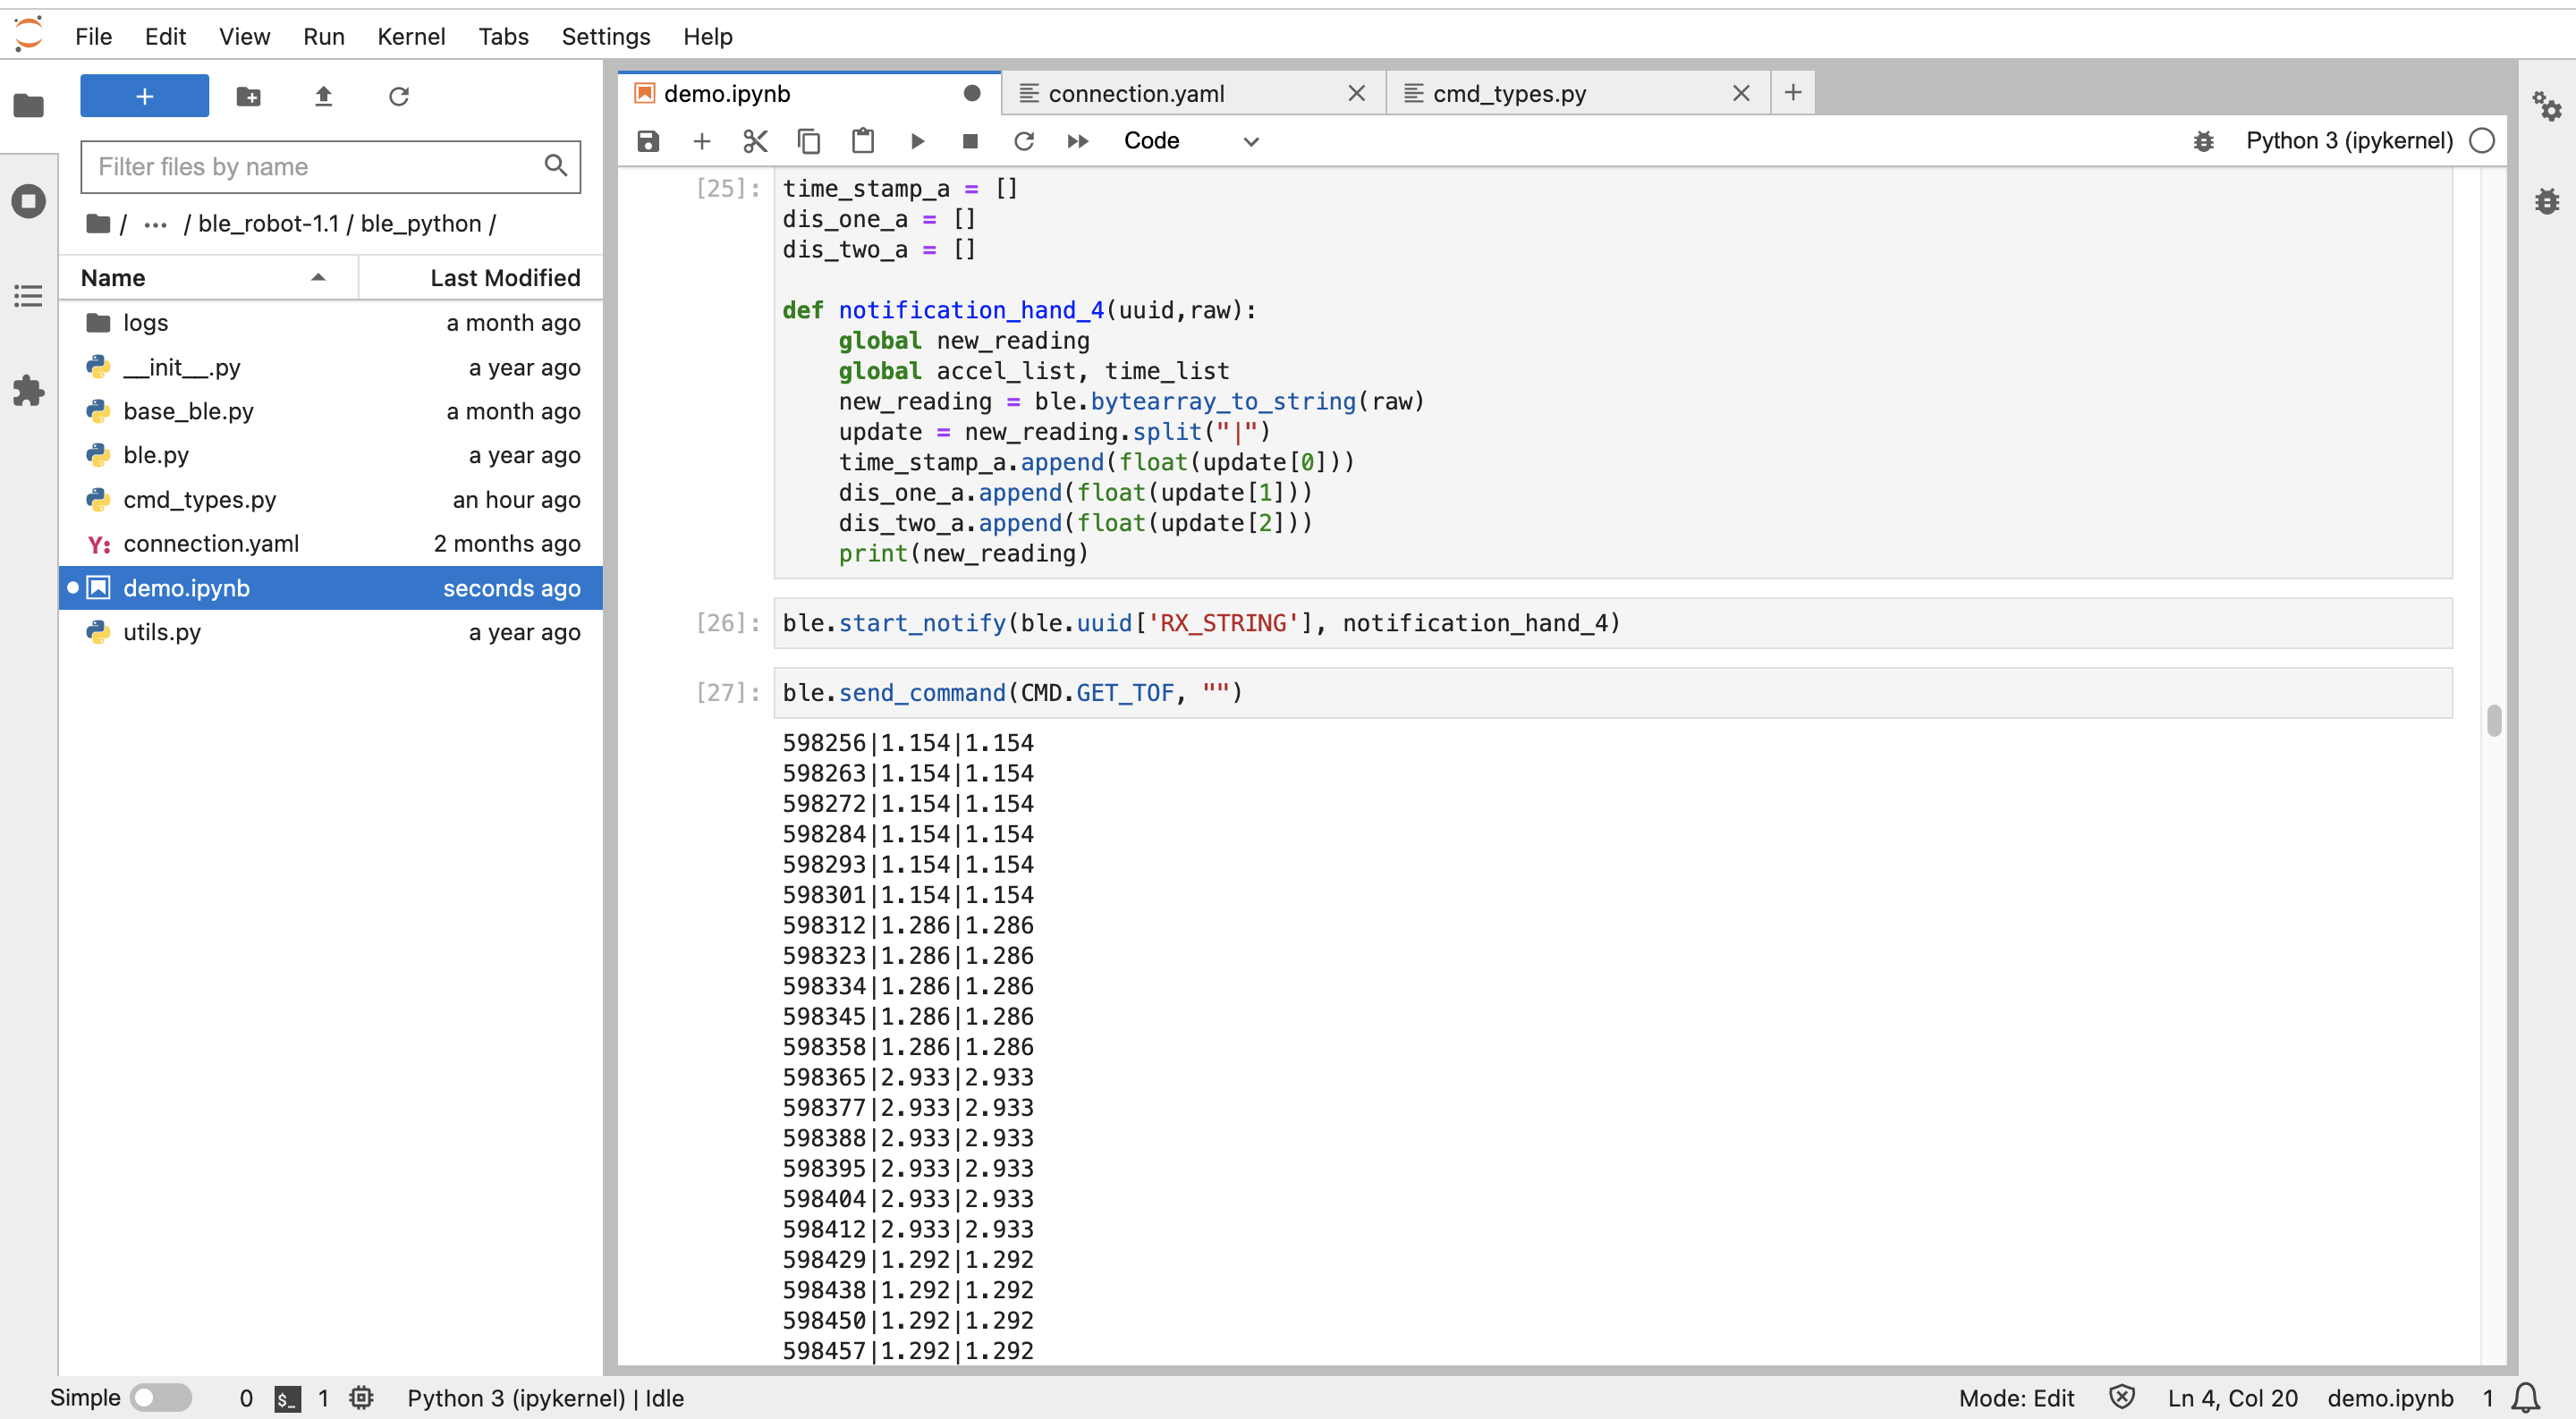 File Edit View Run Kernel Tabs Settings Help
demo.ipynb connection.yaml cmd_types.py
Code Python 3 (ipykernel)
Filter files by name
/ ··· / ble_robot-1.1 / ble_python /
Name Last Modified
logs a month ago
__init__.py a year ago
base_ble.py a month ago
ble.py a year ago
cmd_types.py an hour ago
Y: connection.yaml 2 months ago
demo.ipynb seconds ago
utils.py a year ago
[25]: time_stamp_a = []
dis_one_a = []
dis_two_a = []
def notification_hand_4(uuid,raw):
    global new_reading
    global accel_list, time_list
    new_reading = ble.bytearray_to_string(raw)
    update = new_reading.split("|")
    time_stamp_a.append(float(update[0]))
    dis_one_a.append(float(update[1]))
    dis_two_a.append(float(update[2]))
    print(new_reading)
[26]: ble.start_notify(ble.uuid['RX_STRING'], notification_hand_4)
[27]: ble.send_command(CMD.GET_TOF, "")
598256|1.154|1.154
598263|1.154|1.154
598272|1.154|1.154
598284|1.154|1.154
598293|1.154|1.154
598301|1.154|1.154
598312|1.286|1.286
598323|1.286|1.286
598334|1.286|1.286
598345|1.286|1.286
598358|1.286|1.286
598365|2.933|2.933
598377|2.933|2.933
598388|2.933|2.933
598395|2.933|2.933
598404|2.933|2.933
598412|2.933|2.933
598429|1.292|1.292
598438|1.292|1.292
598450|1.292|1.292
598457|1.292|1.292
Simple 0 $_ 1 Python 3 (ipykernel) | Idle Mode: Edit Ln 4, Col 20 demo.ipynb 1